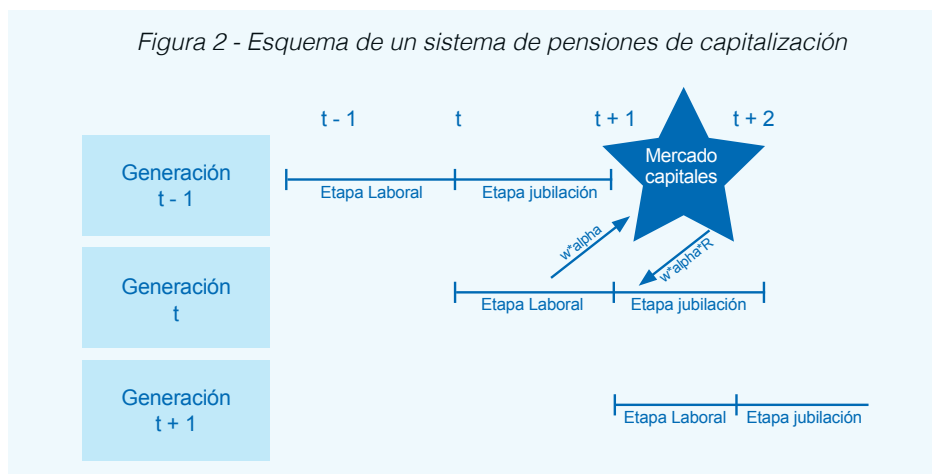 Figura 2 - Esquema de un sistema de pensiones de capitalización
t - 1
t
t + 1
t + 2
Mercado
capitales
Generación
t - 1
Etapa Laboral
Etapa jubilación
w*alpha
w*alpha*R
Generación
t
Etapa Laboral
Etapa jubilación
Generación
t + 1
Etapa Laboral
Etapa jubilación